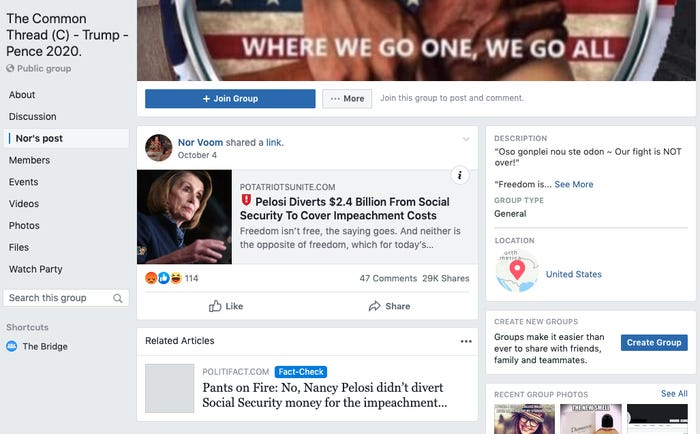 The Common
Thread (C) - Trump -
Pence 2020.
Public group
About
Discussion
Nor's post
Members
Events
Videos
Photos
Files
Watch Party
Search this group
Shortcuts
The Bridge
WHERE WE GO ONE, WE GO ALL
+ Join Group
··· More
Join this group to post and comment.
Nor Voom shared a link.
October 4
POTATRIOTSUNITE.COM
Pelosi Diverts $2.4 Billion From Social
Security To Cover Impeachment Costs
Freedom isn't free, the saying goes. And neither is
the opposite of freedom, which for today's...
i
114
47 Comments 29K Shares
Like
Share
Related Articles
POLITIFACT.COM Fact-Check
Pants on Fire: No, Nancy Pelosi didn't divert
Social Security money for the impeachment...
DESCRIPTION
"Oso gonplei nou ste odon ~ Our fight is NOT
over!"
"Freedom is... See More
GROUP TYPE
General
LOCATION
United States
CREATE NEW GROUPS
Groups make it easier than
ever to share with friends,
family and teammates.
Create Group
RECENT GROUP PHOTOS
See All
THE NEW SMELL